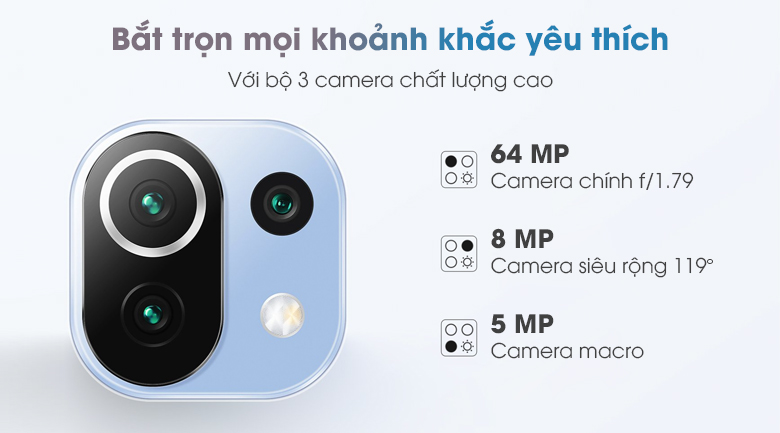 Bắt trọn mọi khoảnh khắc yêu thích
Với bộ 3 camera chất lượng cao
64 MP
Camera chính f/1.79
8 MP
Camera siêu rộng 119°
5 MP
Camera macro